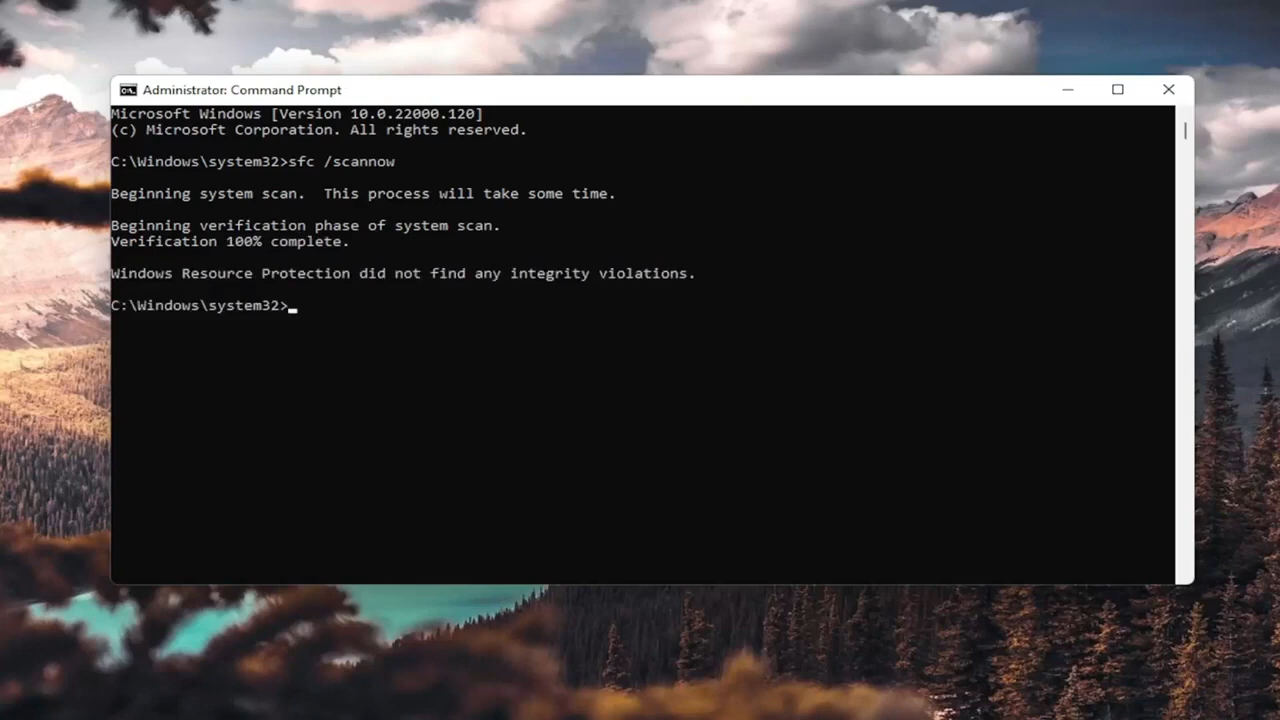 Administrator: Command Prompt
Microsoft Windows [Version 10.0.22000.120]
(c) Microsoft Corporation. All rights reserved.
C:\Windows\system32>sfc /scannow
Beginning system scan.  This process will take some time.
Beginning verification phase of system scan.
Verification 100% complete.
Windows Resource Protection did not find any integrity violations.
C:\Windows\system32>